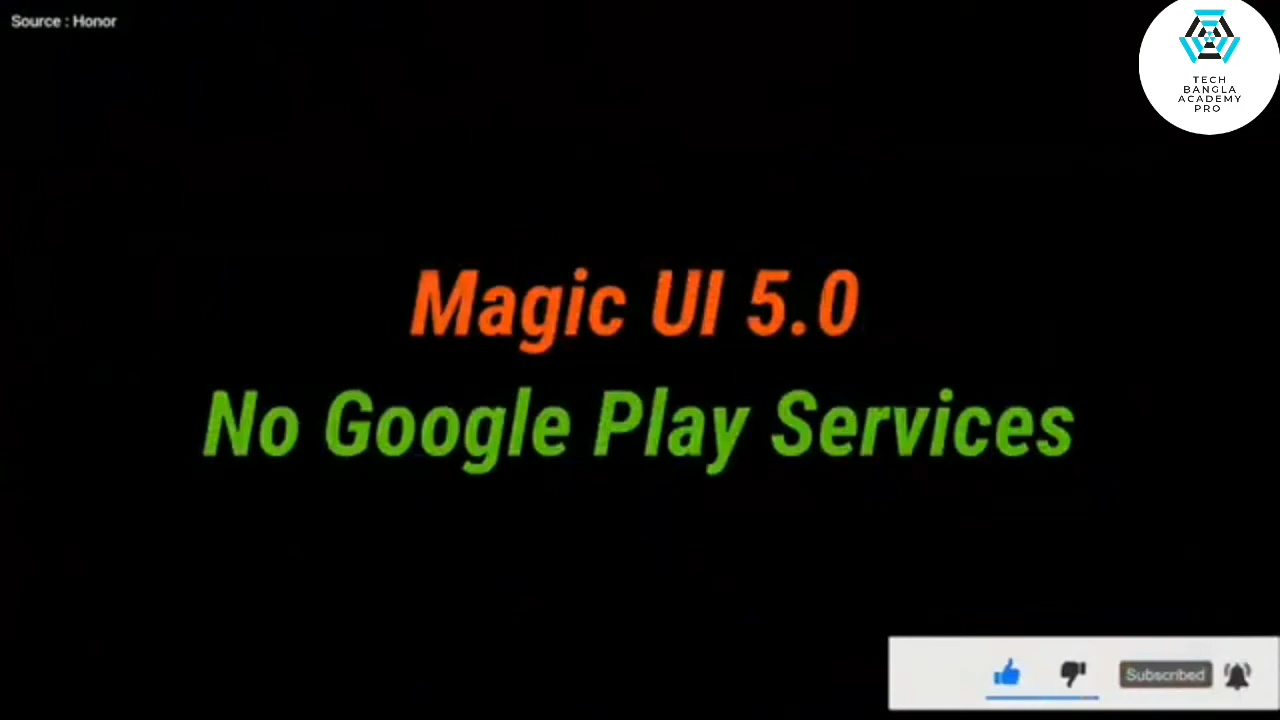 Source : Honor
TECH
BANGLA
ACADEMY
PRO
Magic UI 5.0
No Google Play Services
Subscribed